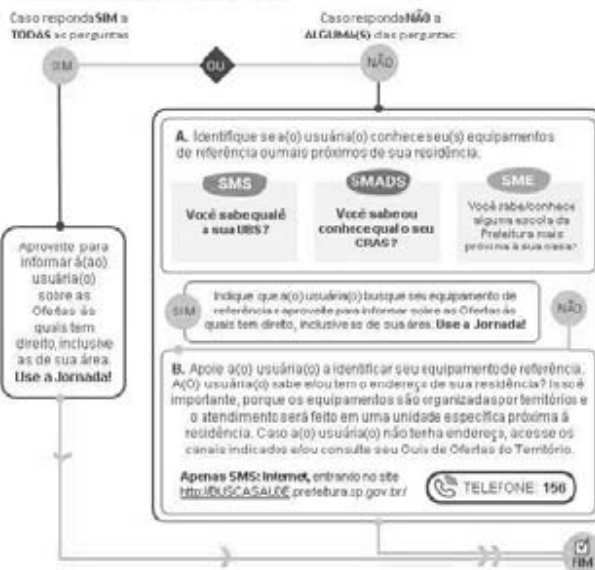 Caso responda SIM a
TODAS as perguntas
Caso responda NÃO a
ALGUMA(S) das perguntas:
SIM
OU
NÃO
A. Identifique se a(o) usuária(o) conhece seu(s) equipamentos
de referência ou mais próximos de sua residência.
SMS
Você sabe qual é
a sua UBS?
SMADS
Você sabe ou
conhece qual o seu
CRAS?
SME
Você sabe/conhece
alguma escola da
Prefeitura mais
próxima à sua casa?
Aproveite para
informar à(ao)
usuária(o)
sobre as
Ofertas às
quais tem
direito, inclusive
as de sua área.
Use a Jornada!
SIM
Indique que a(o) usuária(o) busque seu equipamento de
referência e aproveite para informar sobre as Ofertas às
quais tem direito, inclusive as de sua área. Use a Jornada!
NÃO
B. Apoie a(o) usuária(o) a identificar seu equipamento de referência.
A(O) usuária(o) sabe e/ou tem o endereço de sua residência? Isso é
importante, porque os equipamentos são organizadas por territórios e
o atendimento será feito em uma unidade específica próxima à
residência. Caso a(o) usuária(o) não tenha endereço, acesse os
canais indicados e/ou consulte seu Guia de Ofertas do Território.
Apenas SMS: Internet, entrando no site
http://BUSCASAUDE.prefeitura.sp.gov.br/
TELEFONE: 156
FIM